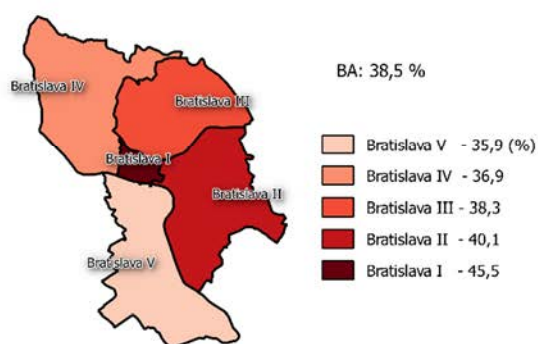 BA: 38,5 %
Bratislava IV
Bratislava III
Bratislava I
Bratislava II
Bratislava V
Bratislava V - 35,9 (%)
Bratislava IV - 36,9
Bratislava III - 38,3
Bratislava II - 40,1
Bratislava I - 45,5